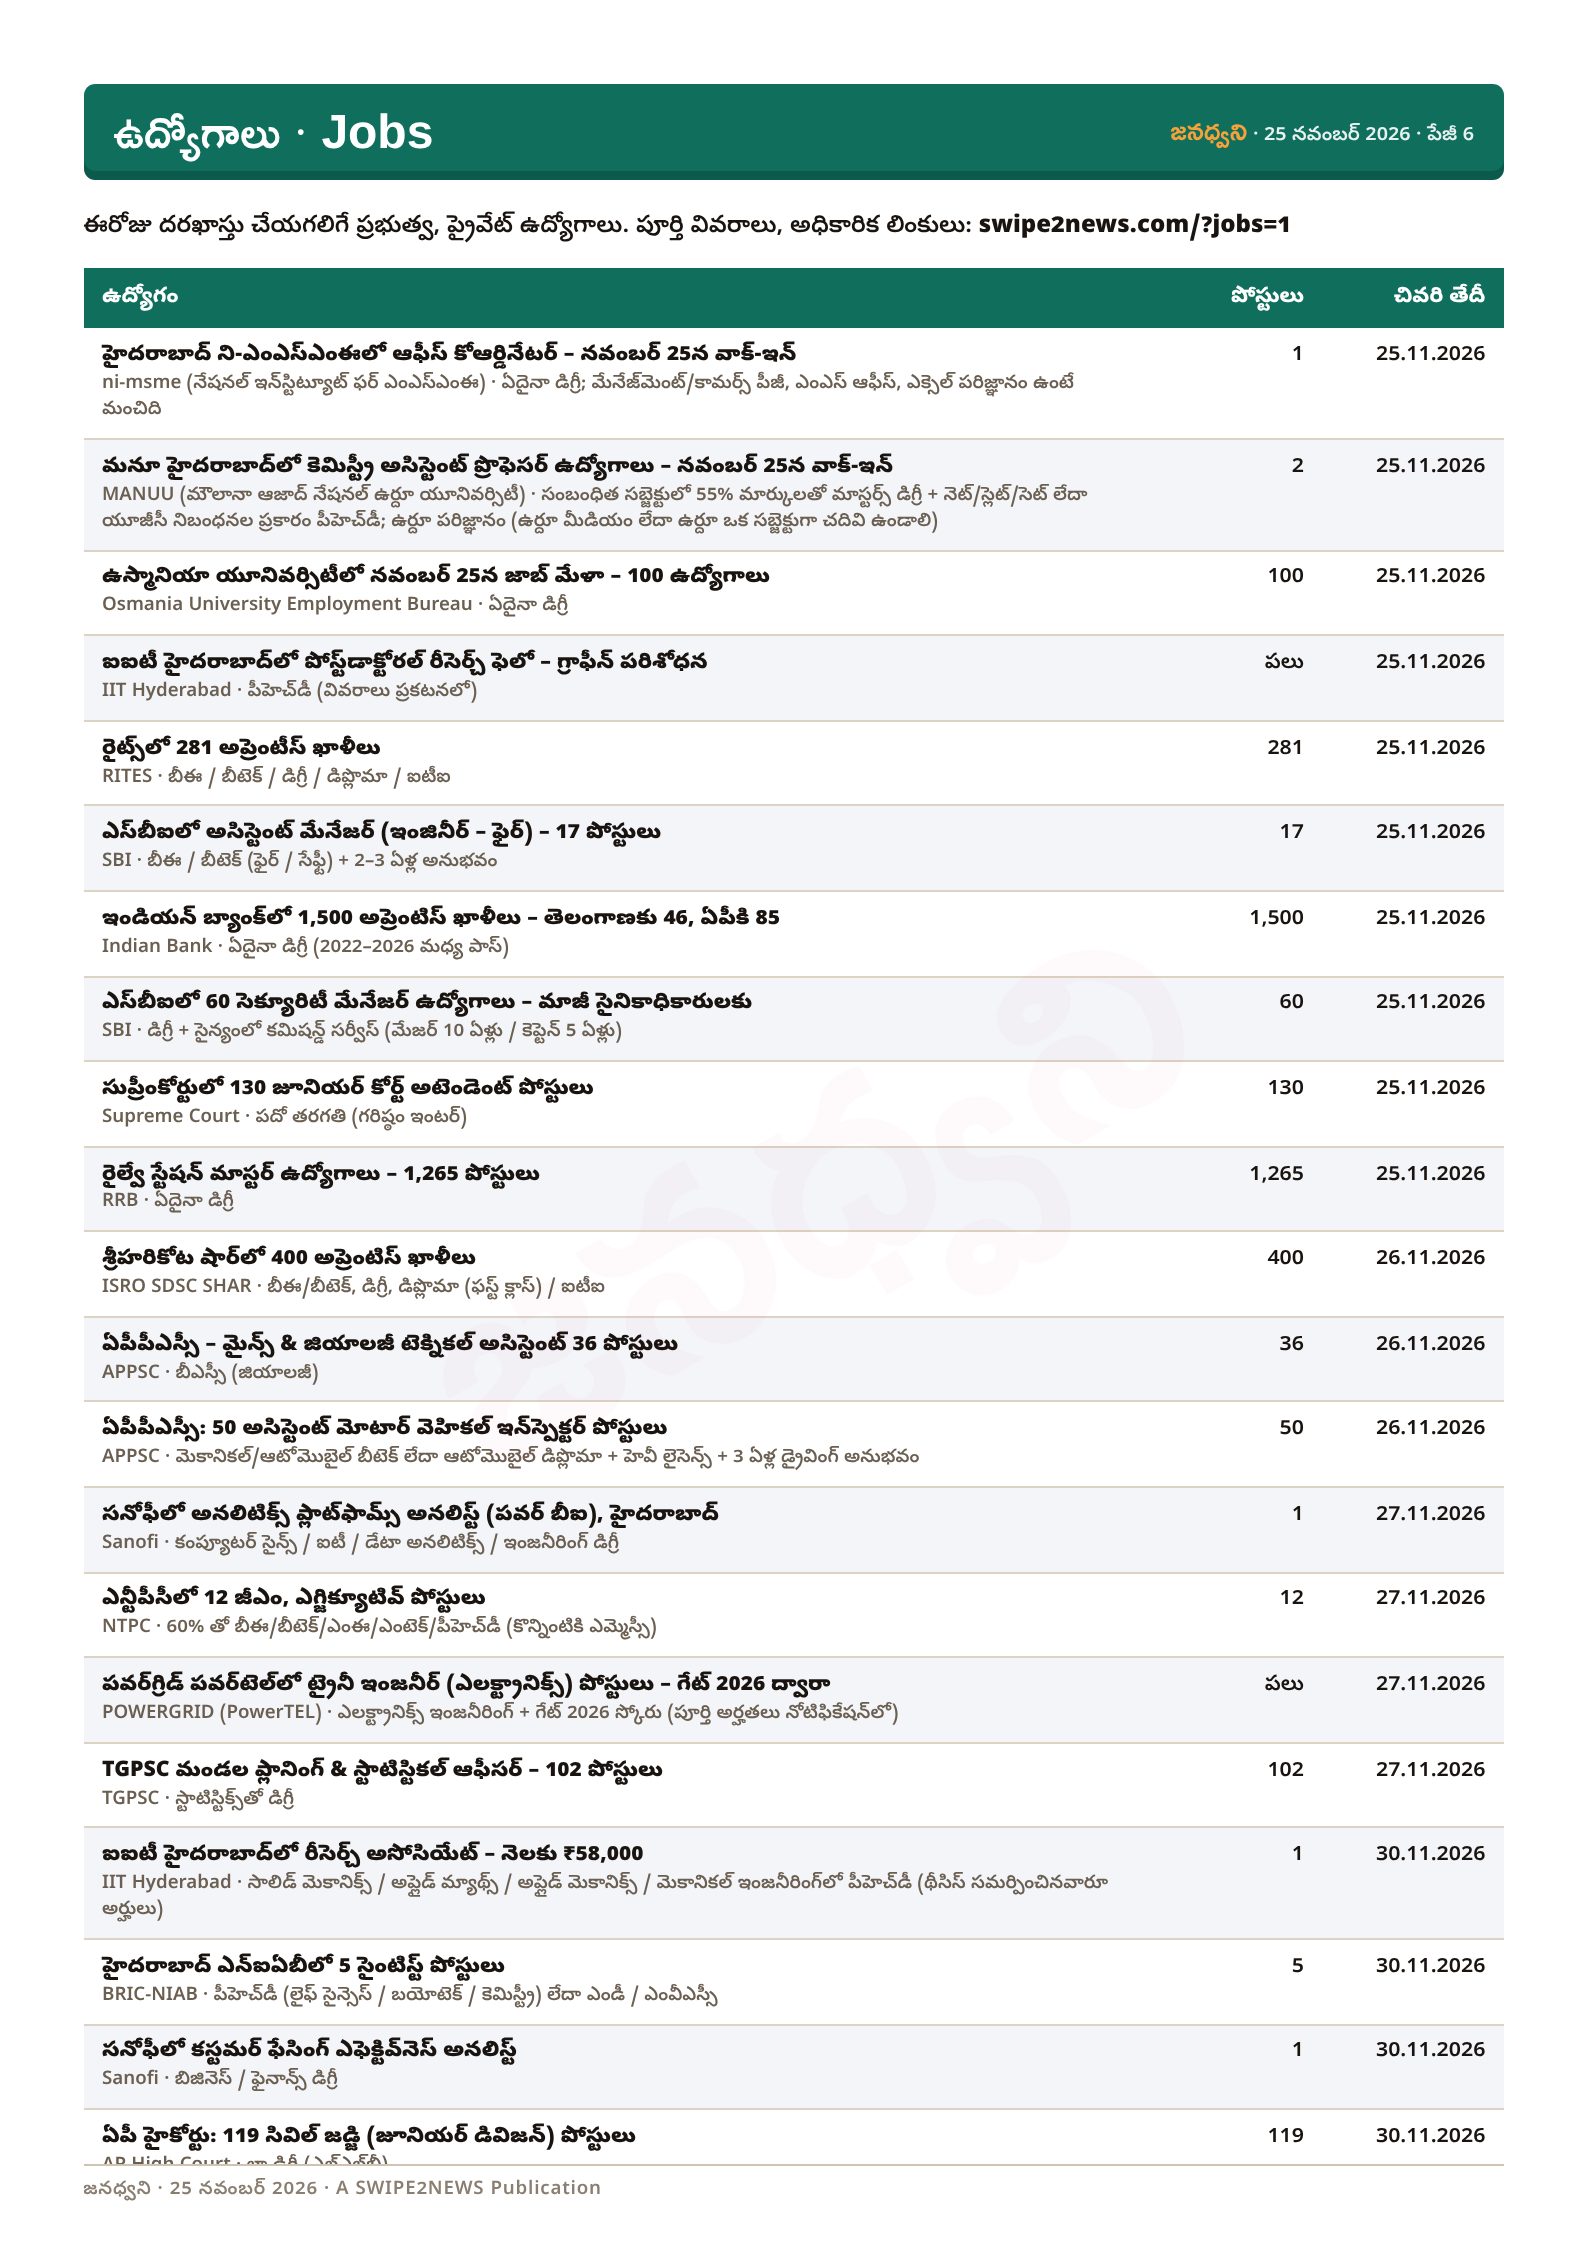 ఉద్యోగాలు · Jobs
జనధ్వని · 25 నవంబర్ 2026 · పేజీ 6
ఈరోజు దరఖాస్తు చేయగలిగే ప్రభుత్వ, ప్రైవేట్ ఉద్యోగాలు. పూర్తి వివరాలు, అధికారిక లింకులు: swipe2news.com/?jobs=1
ఉద్యోగం పోస్టులు చివరి తేదీ
హైదరాబాద్ ని-ఎంఎస్ఎంఈలో ఆఫీస్ కోఆర్డినేటర్ – నవంబర్ 25న వాక్-ఇన్ 1 25.11.2026
ni-msme (నేషనల్ ఇన్‌స్టిట్యూట్ ఫర్ ఎంఎస్ఎంఈ) · ఏదైనా డిగ్రీ; మేనేజ్‌మెంట్/కామర్స్ పీజీ, ఎంఎస్ ఆఫీస్, ఎక్సెల్ పరిజ్ఞానం ఉంటే
మంచిది
మనూ హైదరాబాద్‌లో కెమిస్ట్రీ అసిస్టెంట్ ప్రొఫెసర్ ఉద్యోగాలు – నవంబర్ 25న వాక్-ఇన్ 2 25.11.2026
MANUU (మౌలానా ఆజాద్ నేషనల్ ఉర్దూ యూనివర్సిటీ) · సంబంధిత సబ్జెక్టులో 55% మార్కులతో మాస్టర్స్ డిగ్రీ + నెట్/స్లెట్/సెట్ లేదా
యూజీసీ నిబంధనల ప్రకారం పీహెచ్‌డీ; ఉర్దూ పరిజ్ఞానం (ఉర్దూ మీడియం లేదా ఉర్దూ ఒక సబ్జెక్టుగా చదివి ఉండాలి)
ఉస్మానియా యూనివర్సిటీలో నవంబర్ 25న జాబ్ మేళా – 100 ఉద్యోగాలు 100 25.11.2026
Osmania University Employment Bureau · ఏదైనా డిగ్రీ
ఐఐటీ హైదరాబాద్‌లో పోస్ట్‌డాక్టోరల్ రీసెర్చ్ ఫెలో – గ్రాఫీన్ పరిశోధన పలు 25.11.2026
IIT Hyderabad · పీహెచ్‌డీ (వివరాలు ప్రకటనలో)
రైట్స్‌లో 281 అప్రెంటీస్ ఖాళీలు 281 25.11.2026
RITES · బీఈ / బీటెక్ / డిగ్రీ / డిప్లొమా / ఐటీఐ
ఎస్‌బీఐలో అసిస్టెంట్ మేనేజర్ (ఇంజినీర్ – ఫైర్) – 17 పోస్టులు 17 25.11.2026
SBI · బీఈ / బీటెక్ (ఫైర్ / సేఫ్టీ) + 2–3 ఏళ్ల అనుభవం
ఇండియన్ బ్యాంక్‌లో 1,500 అప్రెంటిస్ ఖాళీలు – తెలంగాణకు 46, ఏపీకి 85 1,500 25.11.2026
Indian Bank · ఏదైనా డిగ్రీ (2022–2026 మధ్య పాస్)
ఎస్‌బీఐలో 60 సెక్యూరిటీ మేనేజర్ ఉద్యోగాలు – మాజీ సైనికాధికారులకు 60 25.11.2026
SBI · డిగ్రీ + సైన్యంలో కమిషన్డ్ సర్వీస్ (మేజర్ 10 ఏళ్లు / కెప్టెన్ 5 ఏళ్లు)
సుప్రీంకోర్టులో 130 జూనియర్ కోర్ట్ అటెండెంట్ పోస్టులు 130 25.11.2026
Supreme Court · పదో తరగతి (గరిష్ఠం ఇంటర్)
రైల్వే స్టేషన్ మాస్టర్ ఉద్యోగాలు – 1,265 పోస్టులు 1,265 25.11.2026
RRB · ఏదైనా డిగ్రీ
శ్రీహరికోట షార్‌లో 400 అప్రెంటిస్ ఖాళీలు 400 26.11.2026
ISRO SDSC SHAR · బీఈ/బీటెక్, డిగ్రీ, డిప్లొమా (ఫస్ట్ క్లాస్) / ఐటీఐ
ఏపీపీఎస్సీ – మైన్స్ & జియాలజీ టెక్నికల్ అసిస్టెంట్ 36 పోస్టులు 36 26.11.2026
APPSC · బీఎస్సీ (జియాలజీ)
ఏపీపీఎస్సీ: 50 అసిస్టెంట్ మోటార్ వెహికల్ ఇన్‌స్పెక్టర్ పోస్టులు 50 26.11.2026
APPSC · మెకానికల్/ఆటోమొబైల్ బీటెక్ లేదా ఆటోమొబైల్ డిప్లొమా + హెవీ లైసెన్స్ + 3 ఏళ్ల డ్రైవింగ్ అనుభవం
సనోఫీలో అనలిటిక్స్ ప్లాట్‌ఫామ్స్ అనలిస్ట్ (పవర్ బీఐ), హైదరాబాద్ 1 27.11.2026
Sanofi · కంప్యూటర్ సైన్స్ / ఐటీ / డేటా అనలిటిక్స్ / ఇంజనీరింగ్ డిగ్రీ
ఎన్టీపీసీలో 12 జీఎం, ఎగ్జిక్యూటివ్ పోస్టులు 12 27.11.2026
NTPC · 60% తో బీఈ/బీటెక్/ఎంఈ/ఎంటెక్/పీహెచ్‌డీ (కొన్నింటికి ఎమ్మెస్సీ)
పవర్‌గ్రిడ్ పవర్‌టెల్‌లో ట్రైనీ ఇంజనీర్ (ఎలక్ట్రానిక్స్) పోస్టులు – గేట్ 2026 ద్వారా పలు 27.11.2026
POWERGRID (PowerTEL) · ఎలక్ట్రానిక్స్ ఇంజనీరింగ్ + గేట్ 2026 స్కోరు (పూర్తి అర్హతలు నోటిఫికేషన్‌లో)
TGPSC మండల ప్లానింగ్ & స్టాటిస్టికల్ ఆఫీసర్ – 102 పోస్టులు 102 27.11.2026
TGPSC · స్టాటిస్టిక్స్‌తో డిగ్రీ
ఐఐటీ హైదరాబాద్‌లో రీసెర్చ్ అసోసియేట్ – నెలకు ₹58,000 1 30.11.2026
IIT Hyderabad · సాలిడ్ మెకానిక్స్ / అప్లైడ్ మ్యాథ్స్ / అప్లైడ్ మెకానిక్స్ / మెకానికల్ ఇంజనీరింగ్‌లో పీహెచ్‌డీ (థీసిస్ సమర్పించినవారూ
అర్హులు)
హైదరాబాద్ ఎన్‌ఐఏబీలో 5 సైంటిస్ట్ పోస్టులు 5 30.11.2026
BRIC-NIAB · పీహెచ్‌డీ (లైఫ్ సైన్సెస్ / బయోటెక్ / కెమిస్ట్రీ) లేదా ఎండీ / ఎంవీఎస్సీ
సనోఫీలో కస్టమర్ ఫేసింగ్ ఎఫెక్టివ్‌నెస్ అనలిస్ట్ 1 30.11.2026
Sanofi · బిజినెస్ / ఫైనాన్స్ డిగ్రీ
ఏపీ హైకోర్టు: 119 సివిల్ జడ్జి (జూనియర్ డివిజన్) పోస్టులు 119 30.11.2026
AP High Court · లా డిగ్రీ
జనధ్వని · 25 నవంబర్ 2026 · A SWIPE2NEWS Publication
జనధ్వని